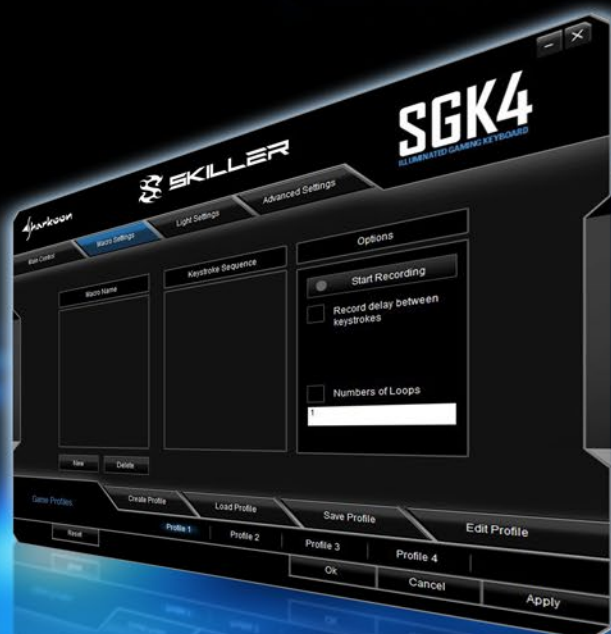 SGK4
ILLUMINATED GAMING KEYBOARD
SKILLER
Sharkoon
Main Control
Macro Settings
Light Settings
Advanced Settings
Macro Name
Keystroke Sequence
Options
Start Recording
Record delay between
keystrokes
Numbers of Loops
1
New
Delete
Game Profiles
Create Profile
Load Profile
Save Profile
Edit Profile
Reset
Profile 1
Profile 2
Profile 3
Profile 4
Ok
Cancel
Apply